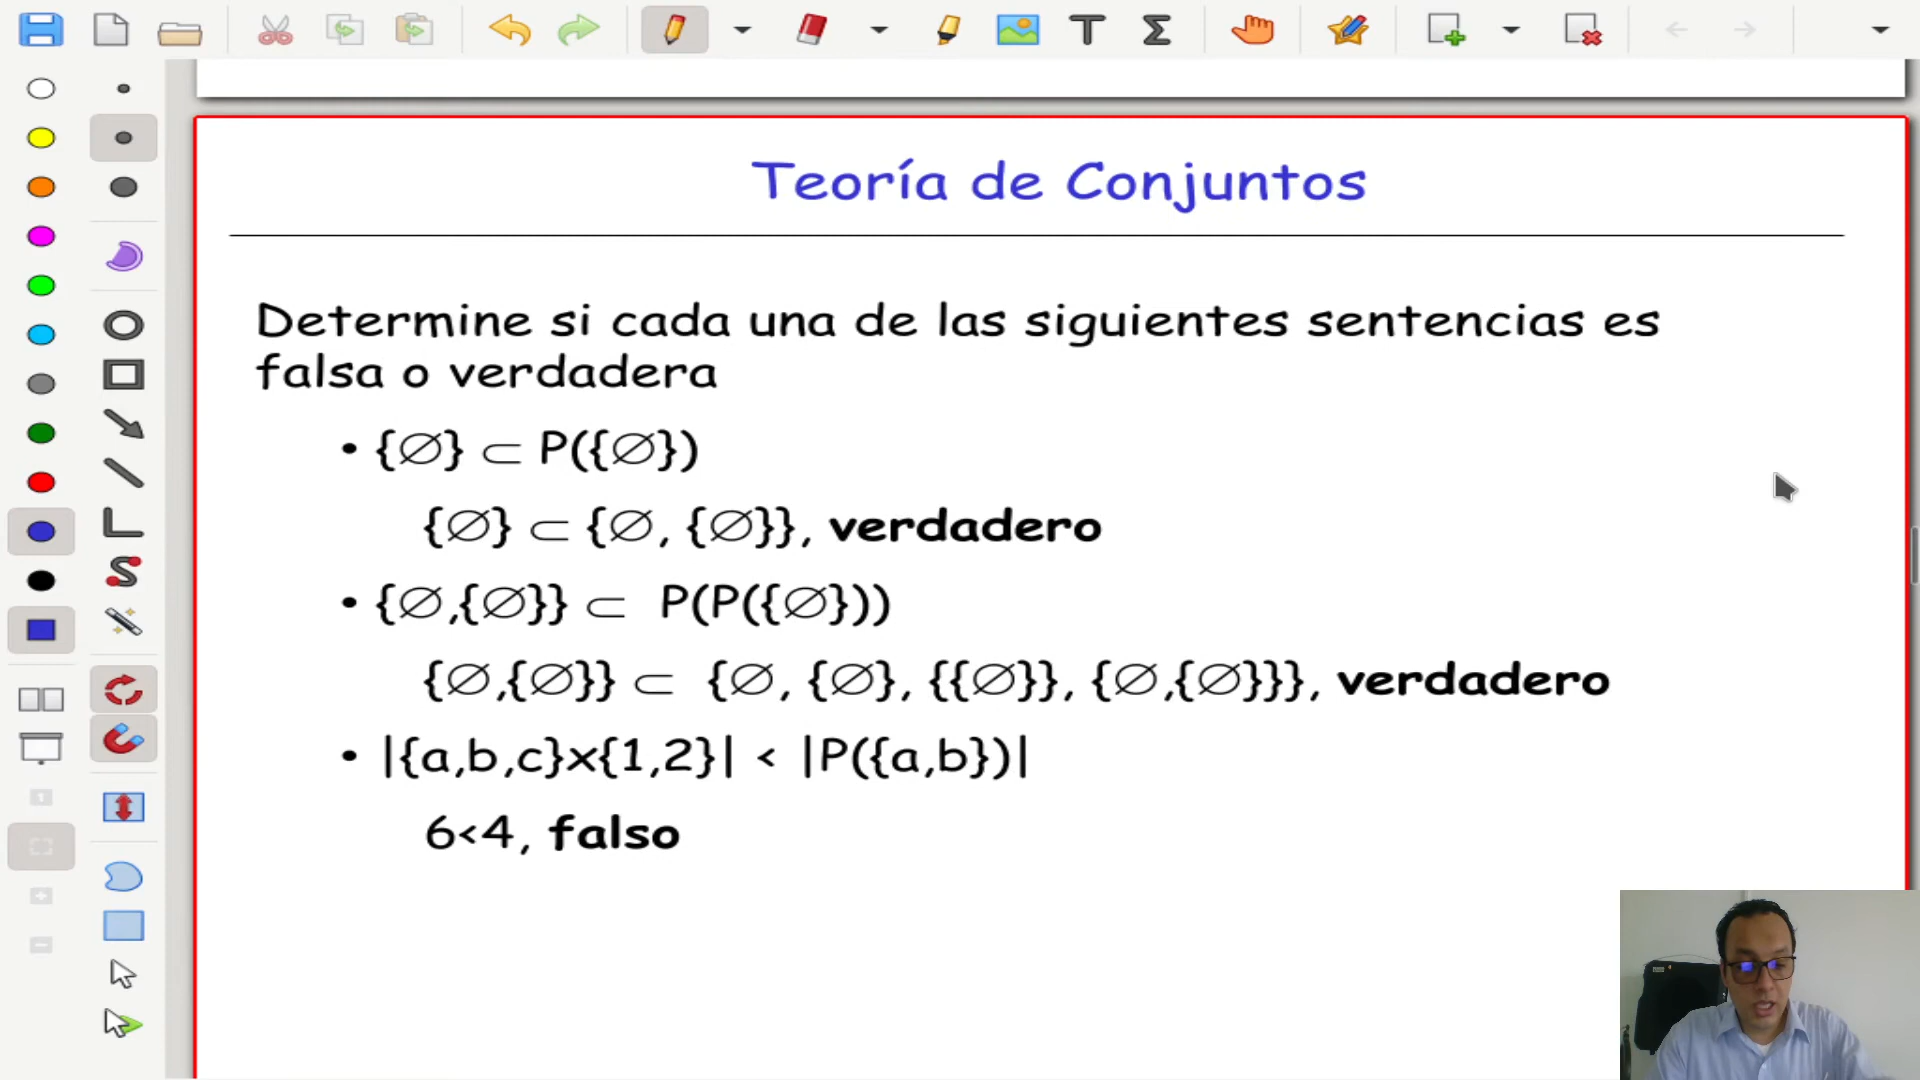 Teoría de Conjuntos
Determine si cada una de las siguientes sentencias es
falsa o verdadera
• {∅} ⊂ P({∅})
{∅} ⊂ {∅, {∅}}, verdadero
• {∅,{∅}} ⊂ P(P({∅}))
{∅,{∅}} ⊂ {∅, {∅}, {{∅}}, {∅,{∅}}}, verdadero
• |{a,b,c}x{1,2}| < |P({a,b})|
6<4, falso